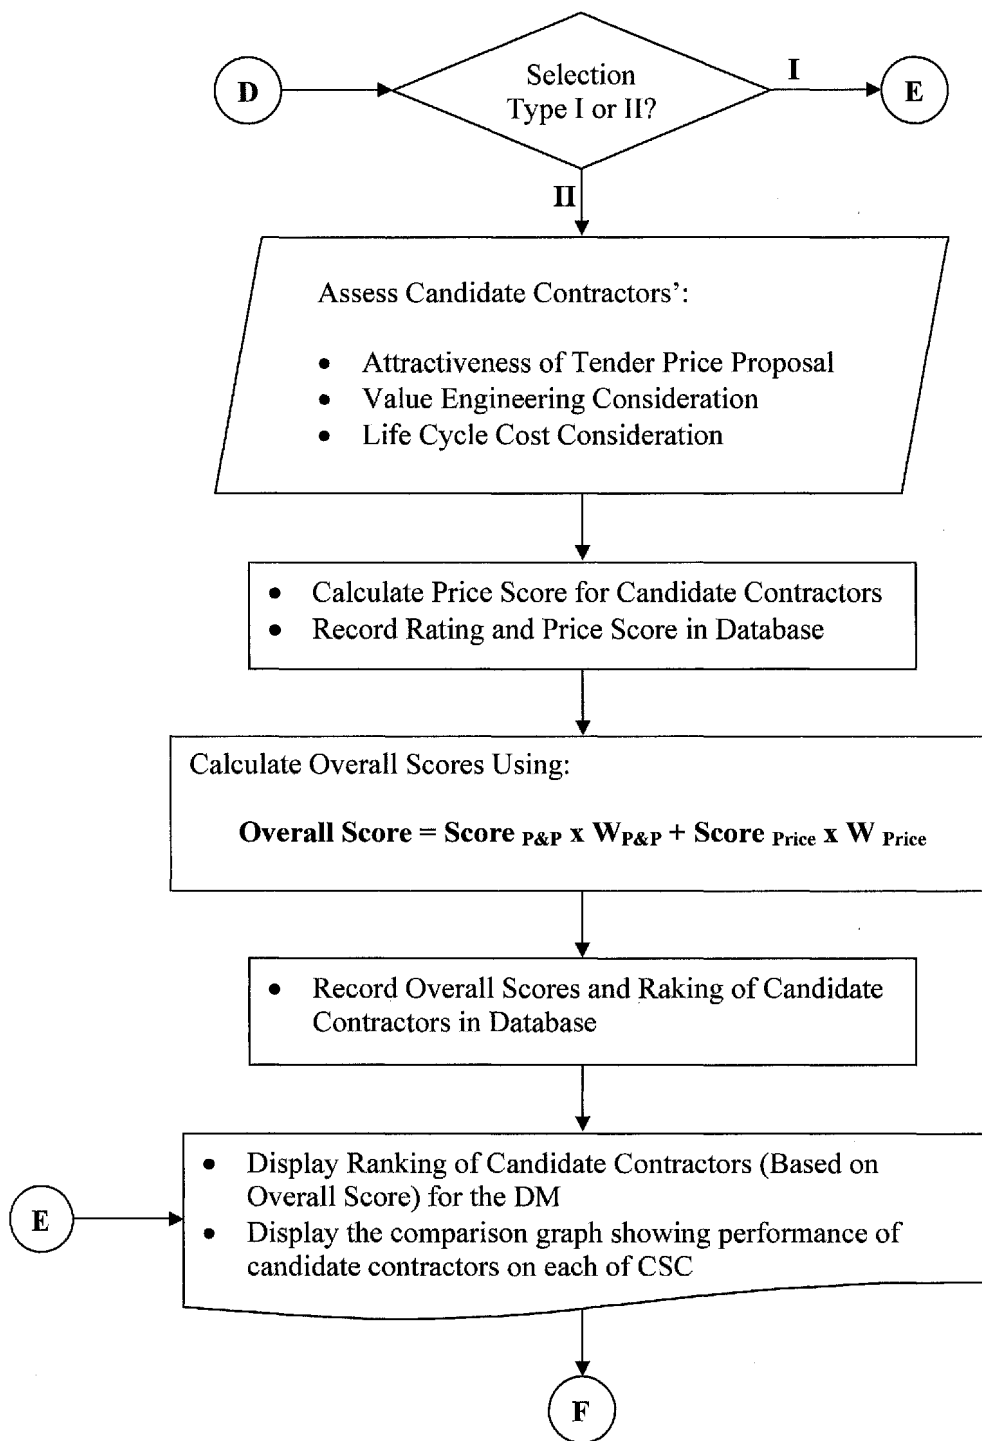 D
Selection
Type I or II?
I
E
II
Assess Candidate Contractors’:
• Attractiveness of Tender Price Proposal
• Value Engineering Consideration
• Life Cycle Cost Consideration
• Calculate Price Score for Candidate Contractors
• Record Rating and Price Score in Database
Calculate Overall Scores Using:
Overall Score = Score P&P x WP&P + Score Price x W Price
• Record Overall Scores and Raking of Candidate
Contractors in Database
E
• Display Ranking of Candidate Contractors (Based on
Overall Score) for the DM
• Display the comparison graph showing performance of
candidate contractors on each of CSC
F